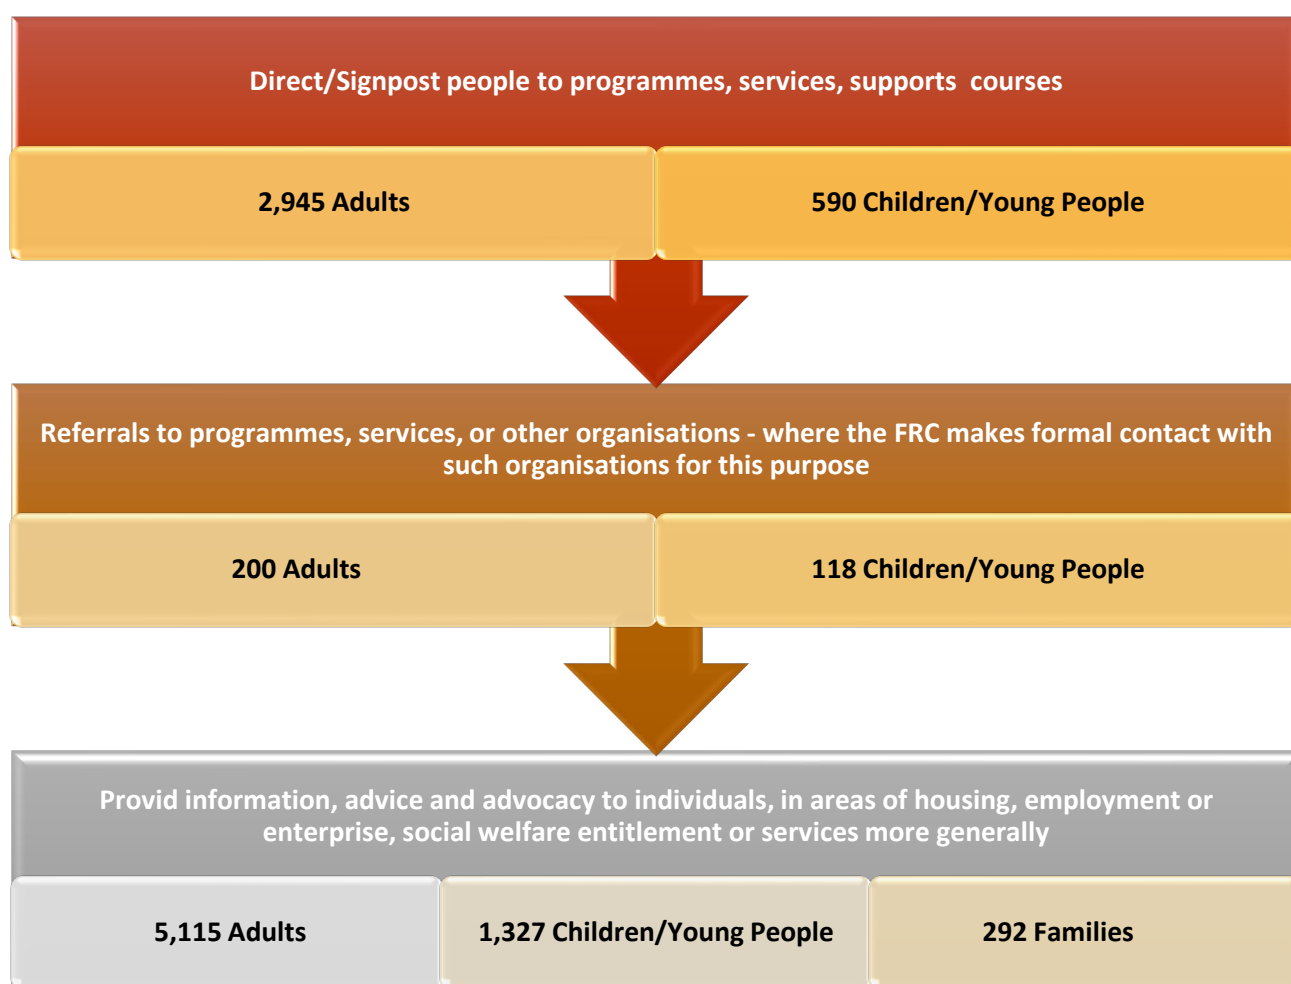 Direct/Signpost people to programmes, services, supports  courses
2,945 Adults
590 Children/Young People
Referrals to programmes, services, or other organisations - where the FRC makes formal contact with
such organisations for this purpose
200 Adults
118 Children/Young People
Provid information, advice and advocacy to individuals, in areas of housing, employment or
enterprise, social welfare entitlement or services more generally
5,115 Adults
1,327 Children/Young People
292 Families